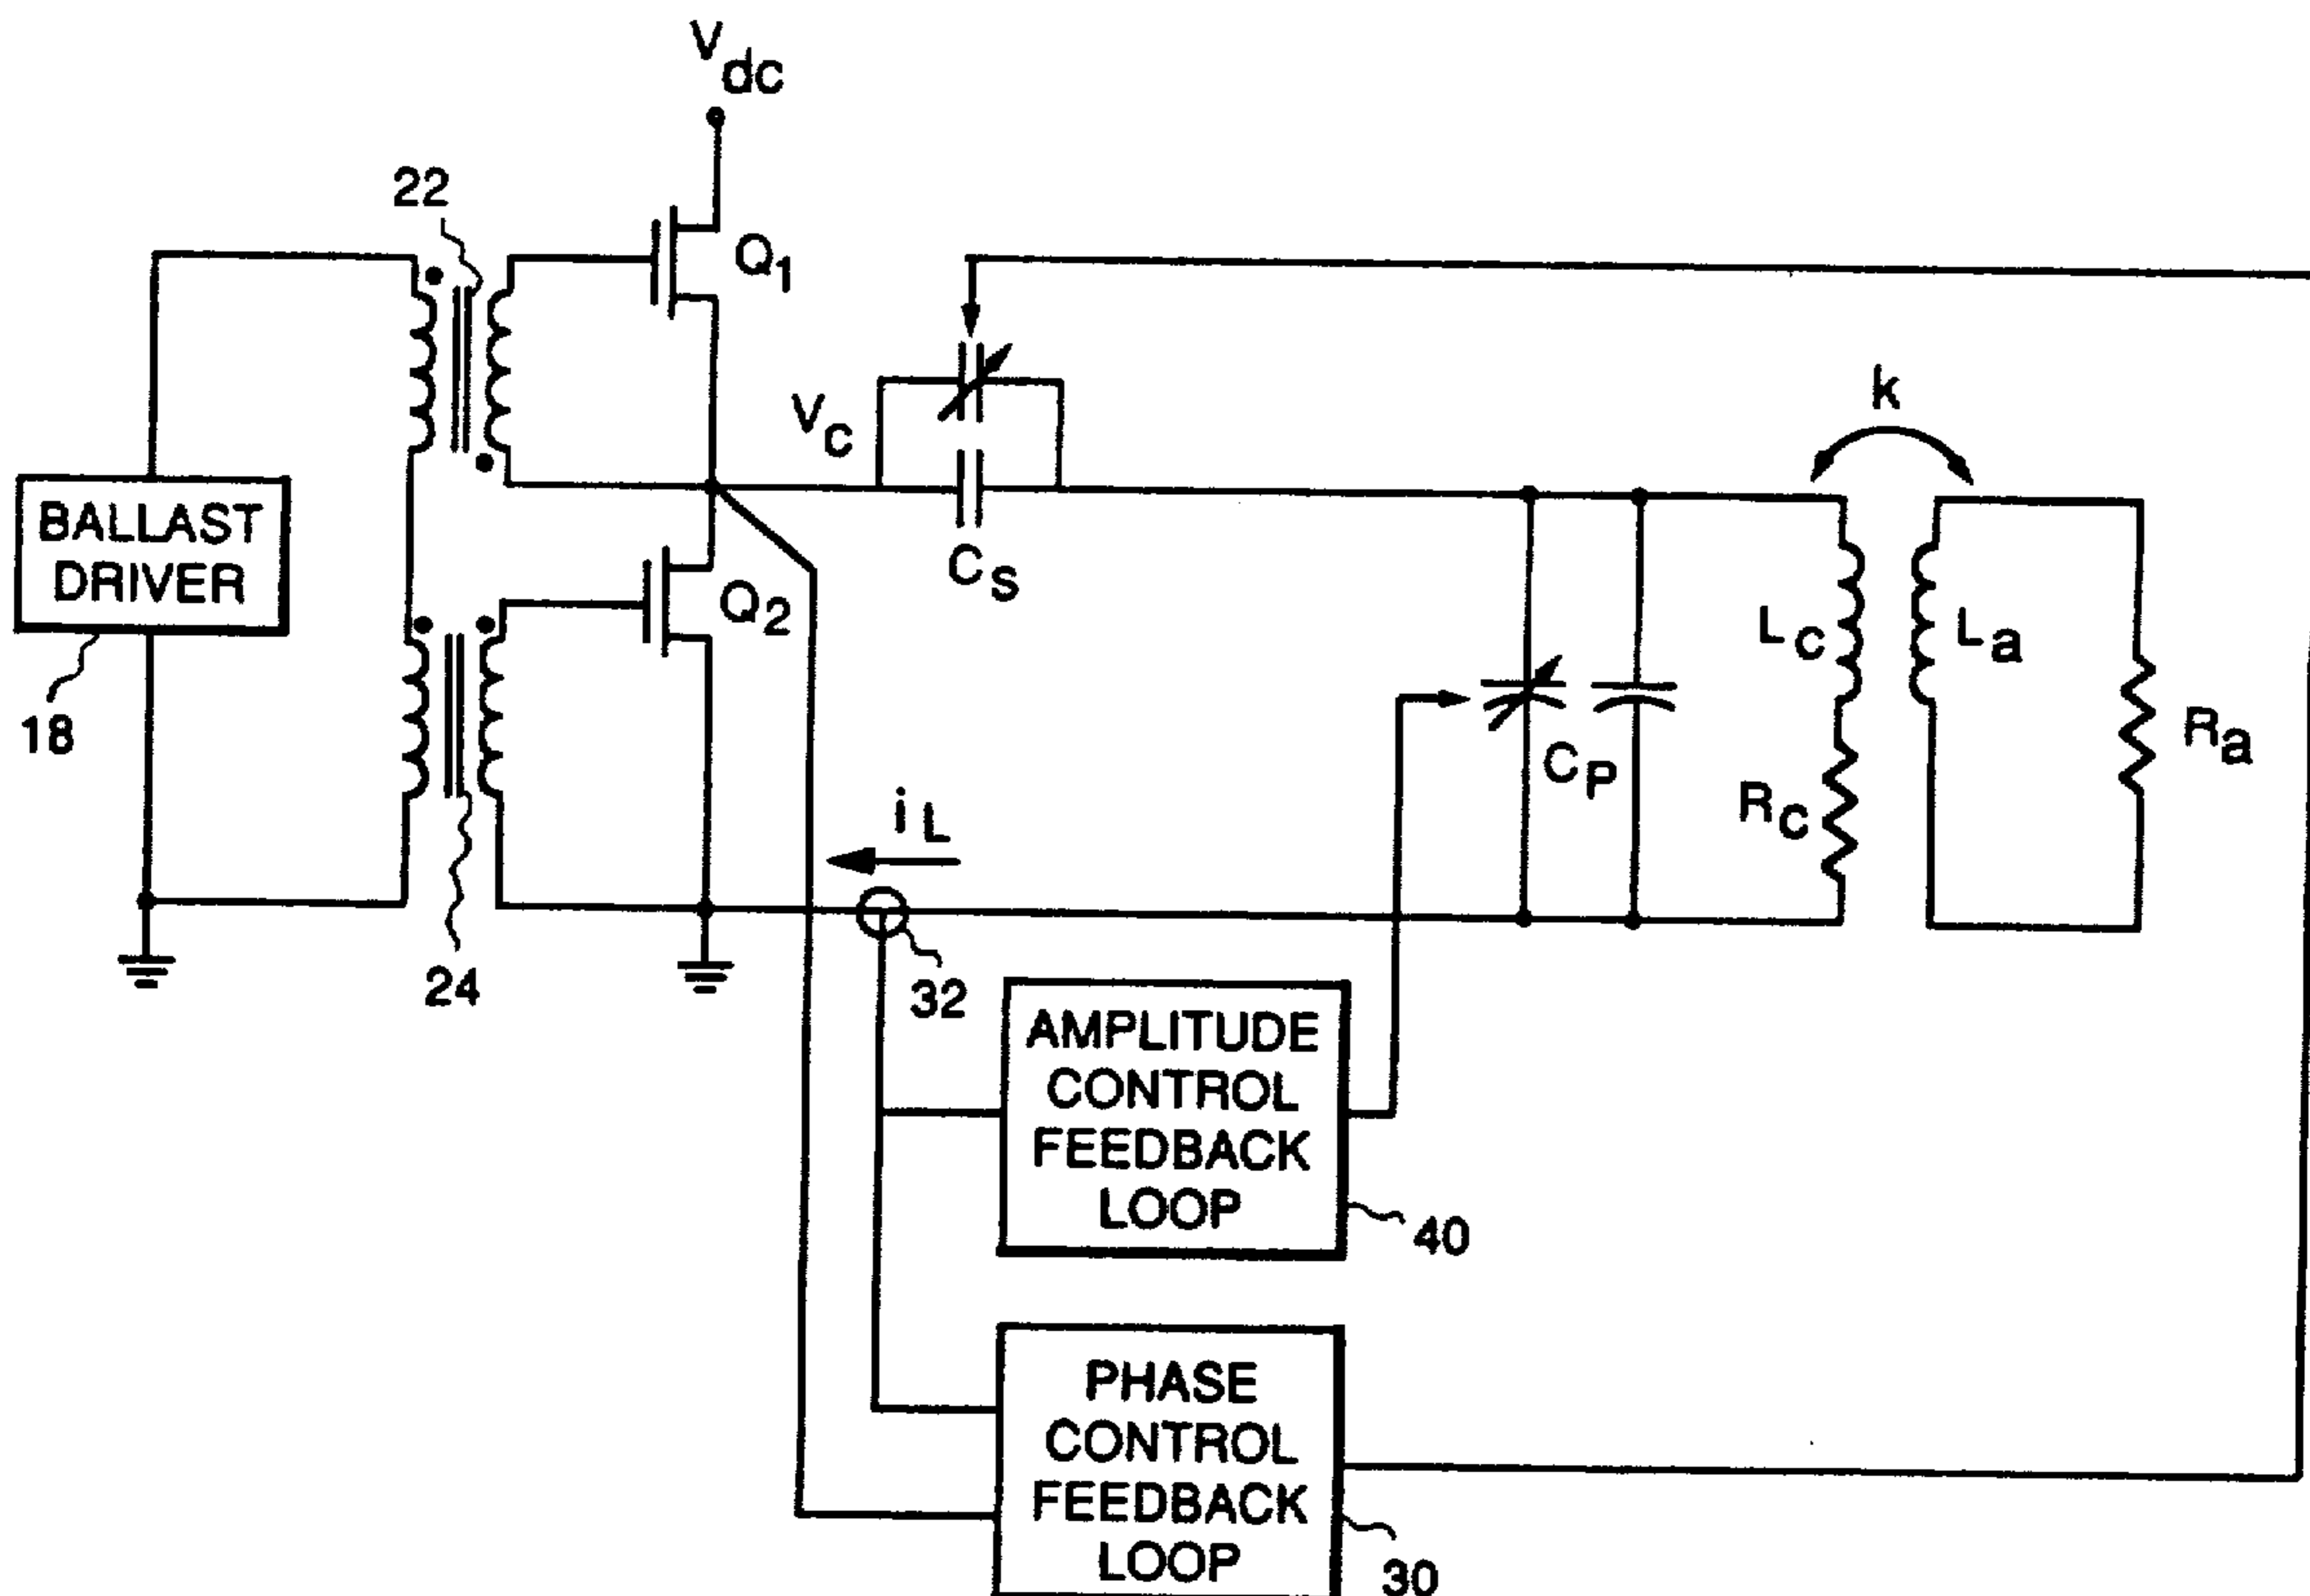 Vdc
22
Q1
k
VC
BALLAST
DRIVER
CS
Q2
LC
La
18
CP
Ra
RC
iL
24
32
AMPLITUDE
CONTROL
FEEDBACK
LOOP
40
PHASE
CONTROL
FEEDBACK
LOOP
30